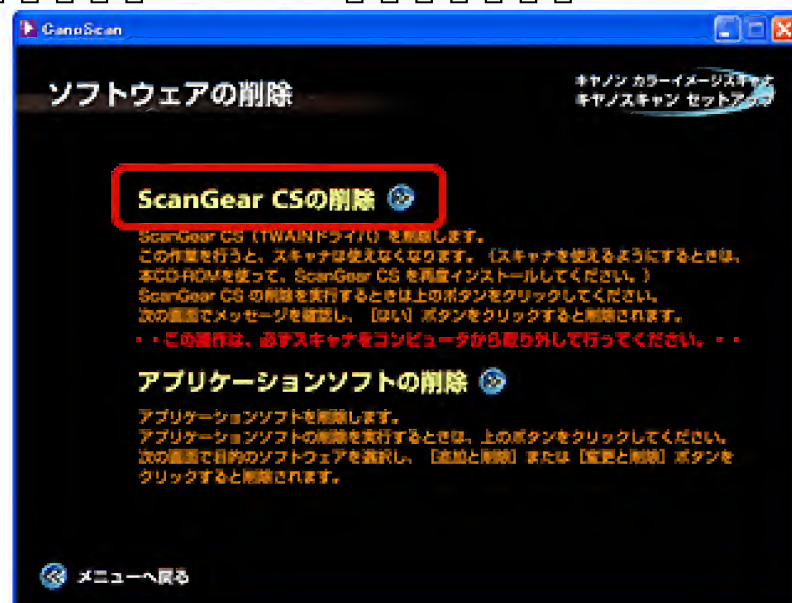 CanoScan
ソフトウェアの削除
キヤノン カラーイメージスキャナ
キヤノスキャン セットアップ
ScanGear CSの削除
ScanGear CS（TWAINドライバ）を削除します。
この作業を行うと、スキャナは使えなくなります。（スキャナを使えるようにするときは、
本CD-ROMを使って、ScanGear CS を再度インストールしてください。）
ScanGear CS の削除を実行するときは上のボタンをクリックしてください。
次の画面でメッセージを確認し、［はい］ボタンをクリックすると削除されます。
・・この操作は、必ずスキャナをコンピュータから取り外して行ってください。・・
アプリケーションソフトの削除
アプリケーションソフトを削除します。
アプリケーションソフトの削除を実行するときは、上のボタンをクリックしてください。
次の画面で目的のソフトウェアを選択し、［追加と削除］または［変更と削除］ボタンを
クリックすると削除されます。
メニューへ戻る